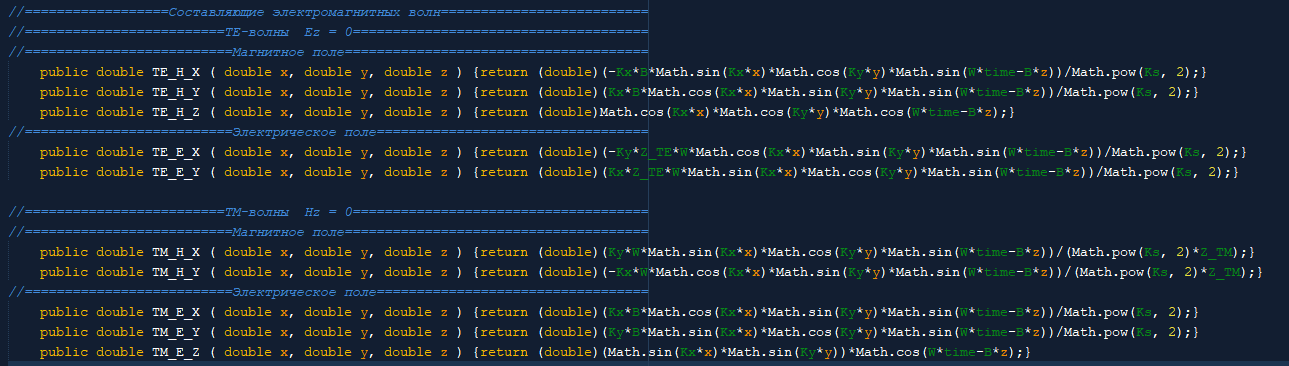 //==================Составляющие электромагнитных волн==========================
//=========================TE-волны  Ez = 0=====================================
//==========================Магнитное поле======================================
public double TE_H_X ( double x, double y, double z ) {return (double)(-Kx*B*Math.sin(Kx*x)*Math.cos(Ky*y)*Math.sin(W*time-B*z))/Math.pow(Ks, 2);}
public double TE_H_Y ( double x, double y, double z ) {return (double)(Kx*B*Math.cos(Kx*x)*Math.sin(Ky*y)*Math.sin(W*time-B*z))/Math.pow(Ks, 2);}
public double TE_H_Z ( double x, double y, double z ) {return (double)Math.cos(Kx*x)*Math.cos(Ky*y)*Math.cos(W*time-B*z);}
//==========================Электрическое поле==================================
public double TE_E_X ( double x, double y, double z ) {return (double)(-Ky*Z_TE*W*Math.cos(Kx*x)*Math.sin(Ky*y)*Math.sin(W*time-B*z))/Math.pow(Ks, 2);}
public double TE_E_Y ( double x, double y, double z ) {return (double)(Kx*Z_TE*W*Math.sin(Kx*x)*Math.cos(Ky*y)*Math.sin(W*time-B*z))/Math.pow(Ks, 2);}
//=========================TM-волны  Hz = 0=====================================
//==========================Магнитное поле======================================
public double TM_H_X ( double x, double y, double z ) {return (double)(Ky*W*Math.sin(Kx*x)*Math.cos(Ky*y)*Math.sin(W*time-B*z))/(Math.pow(Ks, 2)*Z_TM);}
public double TM_H_Y ( double x, double y, double z ) {return (double)(-Kx*W*Math.cos(Kx*x)*Math.sin(Ky*y)*Math.sin(W*time-B*z))/(Math.pow(Ks, 2)*Z_TM);}
//==========================Электрическое поле==================================
public double TM_E_X ( double x, double y, double z ) {return (double)(Kx*B*Math.cos(Kx*x)*Math.sin(Ky*y)*Math.sin(W*time-B*z))/Math.pow(Ks, 2);}
public double TM_E_Y ( double x, double y, double z ) {return (double)(Ky*B*Math.sin(Kx*x)*Math.cos(Ky*y)*Math.sin(W*time-B*z))/Math.pow(Ks, 2);}
public double TM_E_Z ( double x, double y, double z ) {return (double)(Math.sin(Kx*x)*Math.sin(Ky*y))*Math.cos(W*time-B*z);}